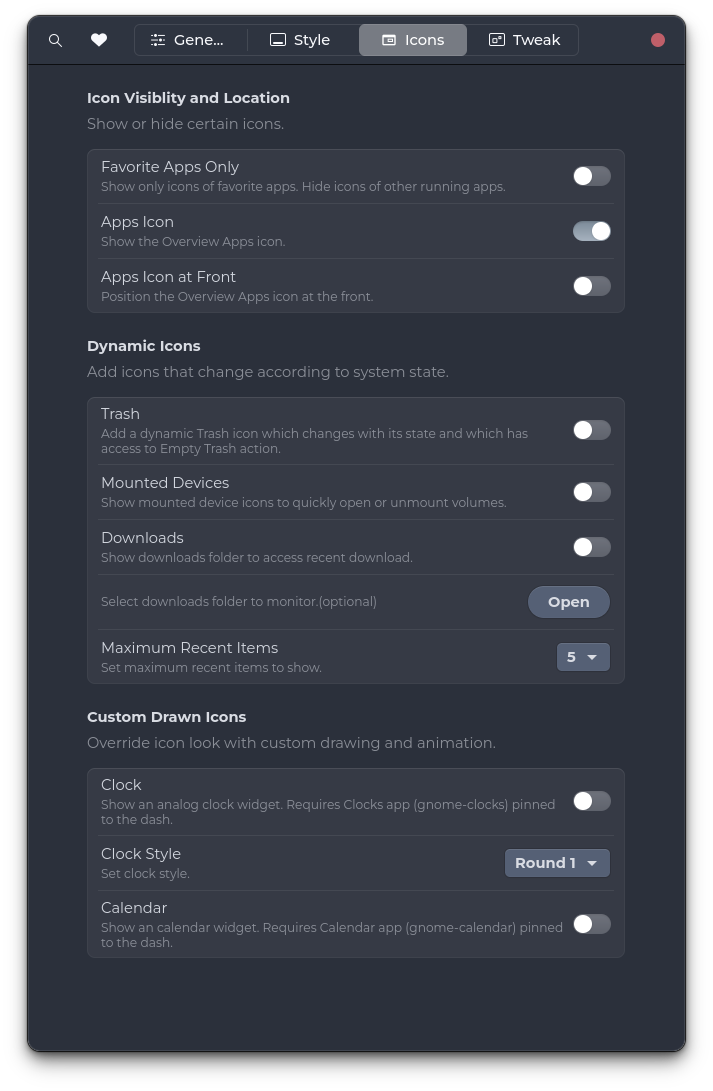 Gene... Style Icons Tweak
Icon Visiblity and Location
Show or hide certain icons.
Favorite Apps Only
Show only icons of favorite apps. Hide icons of other running apps.
Apps Icon
Show the Overview Apps icon.
Apps Icon at Front
Position the Overview Apps icon at the front.
Dynamic Icons
Add icons that change according to system state.
Trash
Add a dynamic Trash icon which changes with its state and which has
access to Empty Trash action.
Mounted Devices
Show mounted device icons to quickly open or unmount volumes.
Downloads
Show downloads folder to access recent download.
Select downloads folder to monitor.(optional) Open
Maximum Recent Items
Set maximum recent items to show.
5
Custom Drawn Icons
Override icon look with custom drawing and animation.
Clock
Show an analog clock widget. Requires Clocks app (gnome-clocks) pinned
to the dash.
Clock Style
Set clock style.
Round 1
Calendar
Show an calendar widget. Requires Calendar app (gnome-calendar) pinned
to the dash.